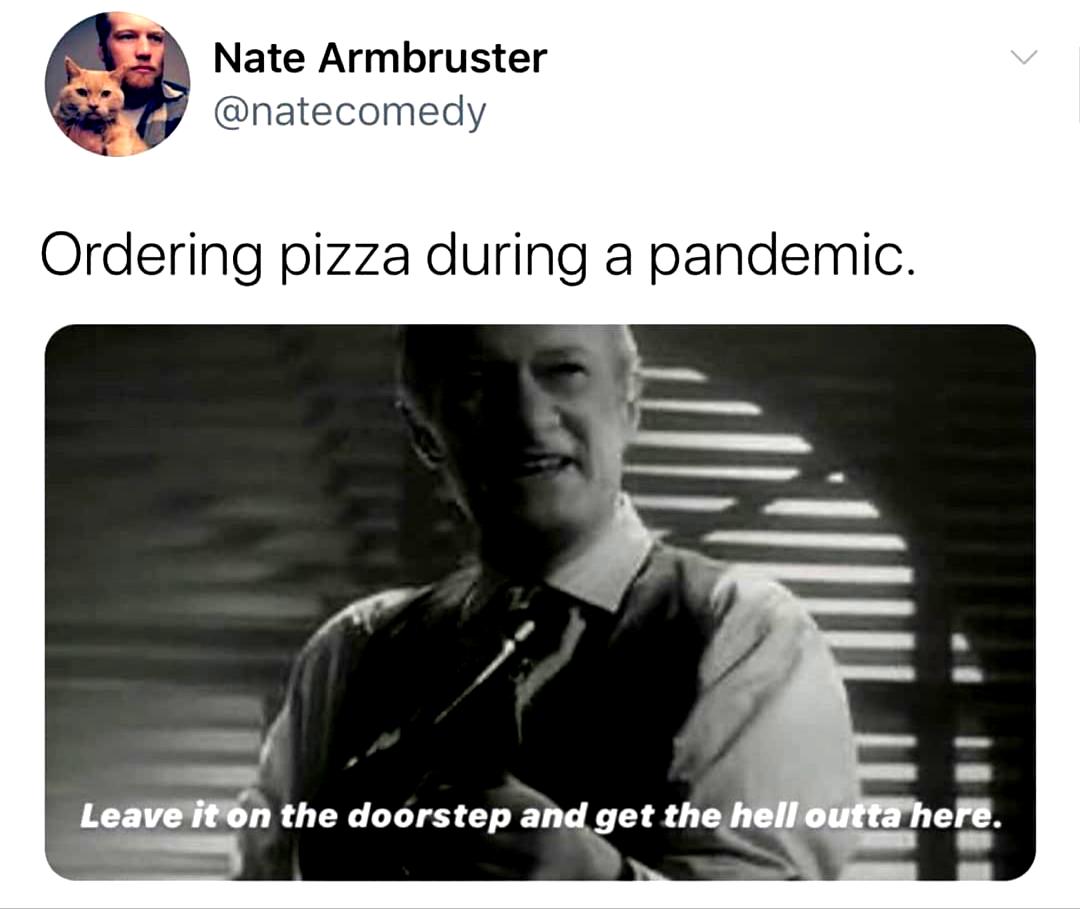 Nate Armbruster
@natecomedy
Ordering pizza during a pandemic.
Leave it on the doorstep and get the hell outta here.